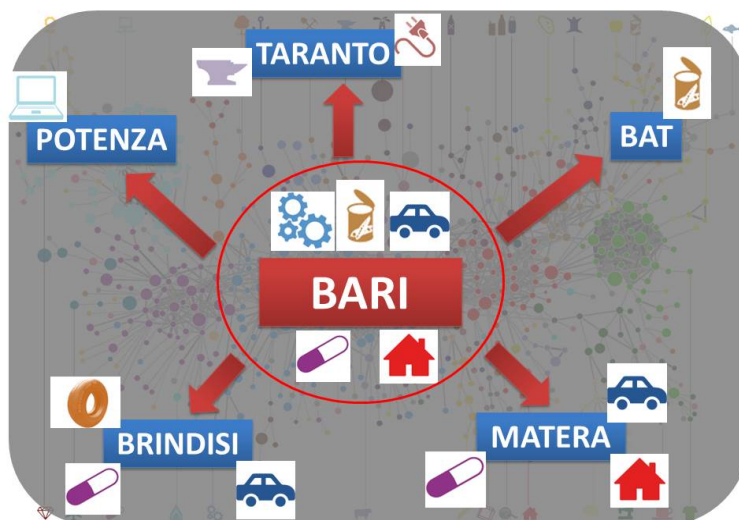 TARANTO
POTENZA
BAT
BARI
BRINDISI
MATERA